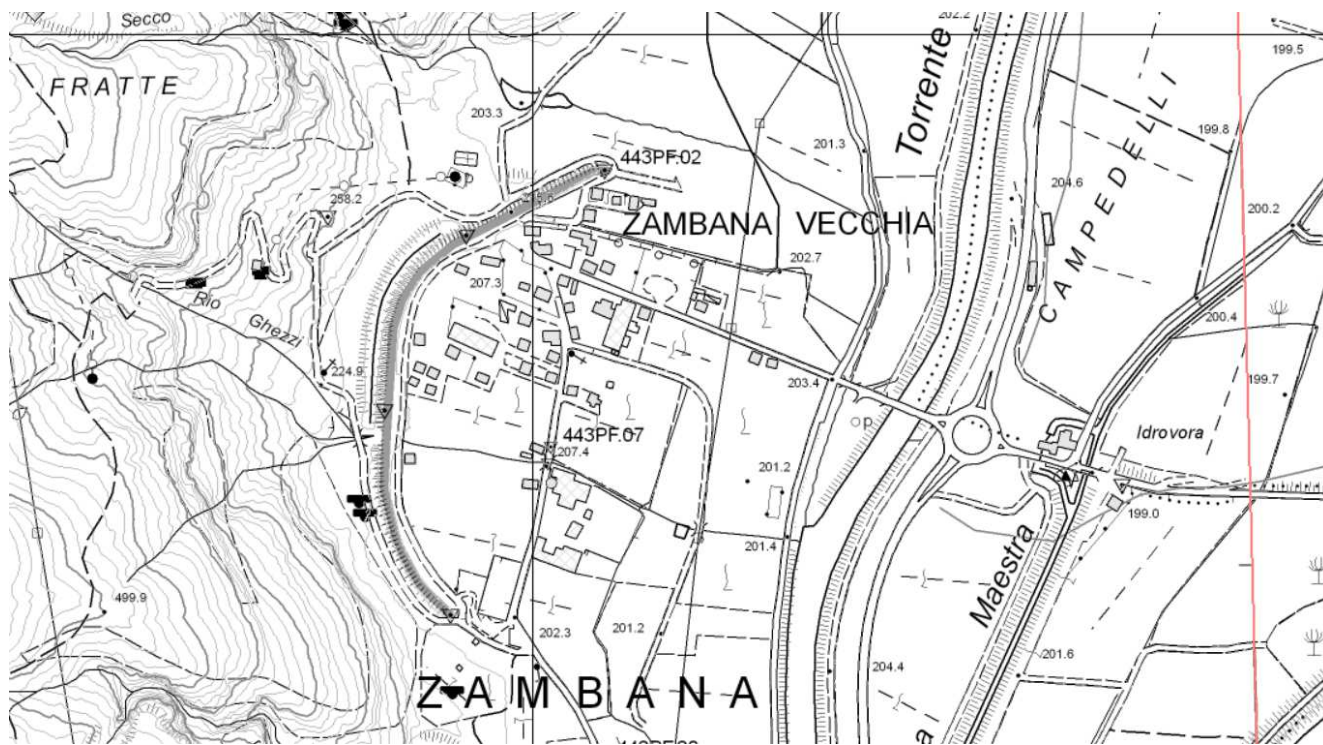 Secco
202.2
199.5
FRATTE
Torrente
CAMPEDELLI
203.3
201.3
199.8
443PF.02
258.2
204.6
ZAMBANA VECCHIA
200.2
202.7
207.3
Rio Ghezzi
200.4
224.9
203.4
199.7
p
443PF.07
Idrovora
207.4
201.2
199.0
201.4
Maestra
499.9
202.3
201.2
201.6
204.4
ZAMBANA